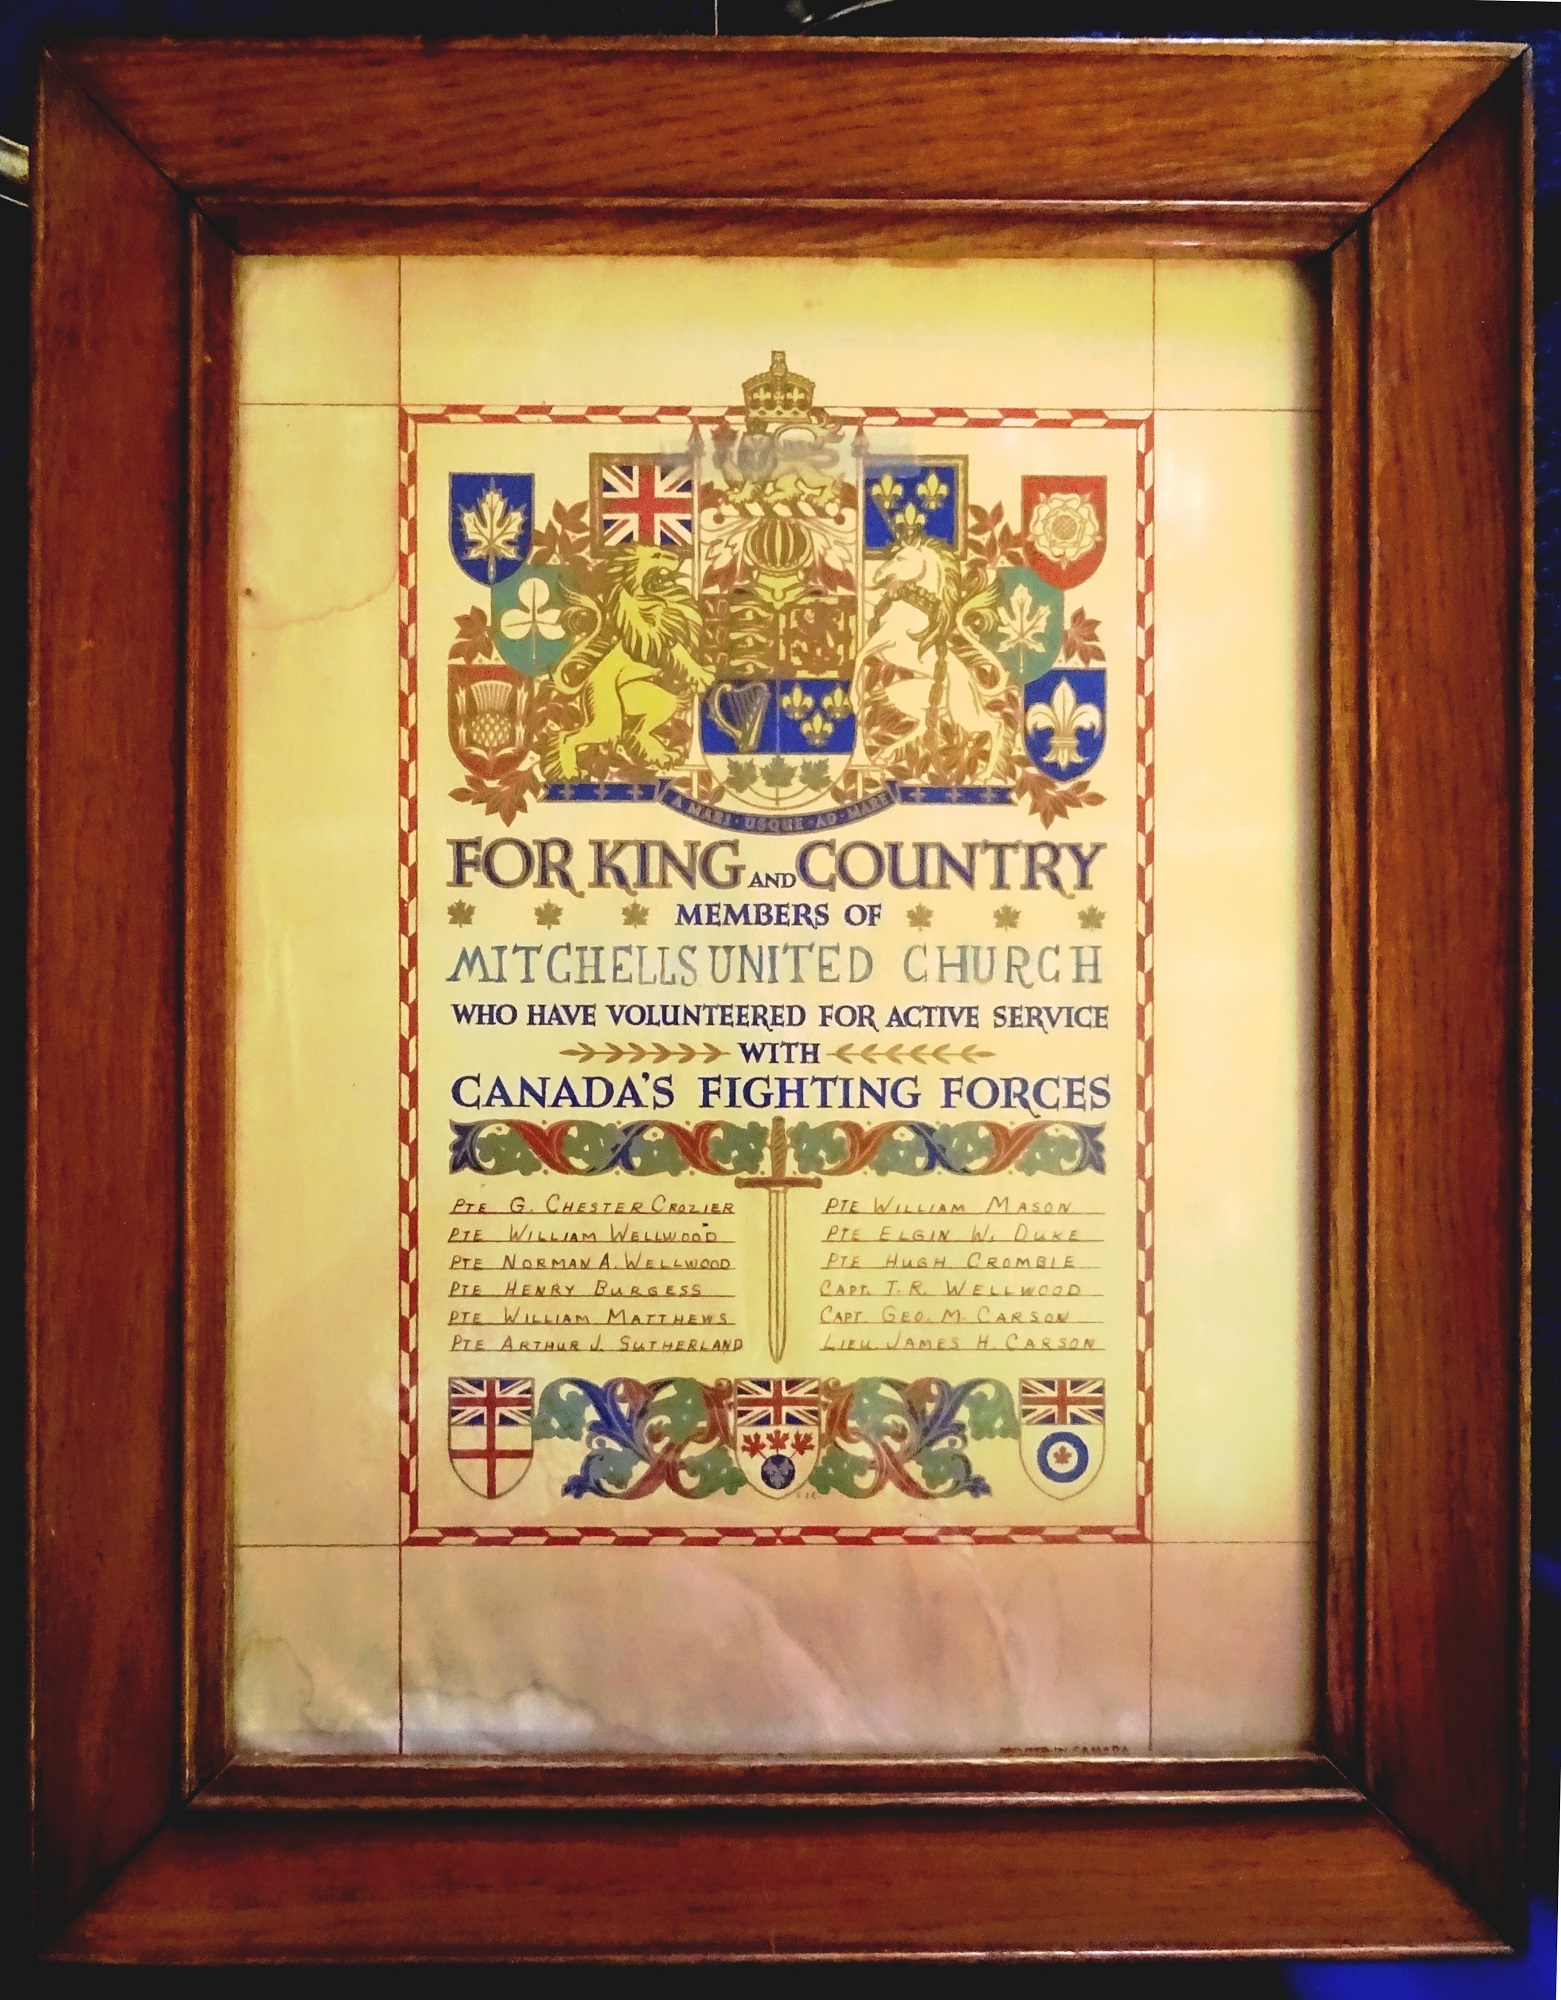 A MARI · USQUE · AD · MARE
FOR KING AND COUNTRY
MEMBERS OF
MITCHELLS UNITED CHURCH
WHO HAVE VOLUNTEERED FOR ACTIVE SERVICE
WITH
CANADA'S FIGHTING FORCES
PTE G. CHESTER CROZIER
PTE WILLIAM WELLWOOD
PTE NORMAN A. WELLWOOD
PTE HENRY BURGESS
PTE WILLIAM MATTHEWS
PTE ARTHUR J. SUTHERLAND
PTE WILLIAM MASON
PTE ELGIN W. DUKE
PTE HUGH CROMBIE
CAPT. T. R. WELLWOOD
CAPT. GEO. M. CARSON
LIEU. JAMES H. CARSON
IN CANADA